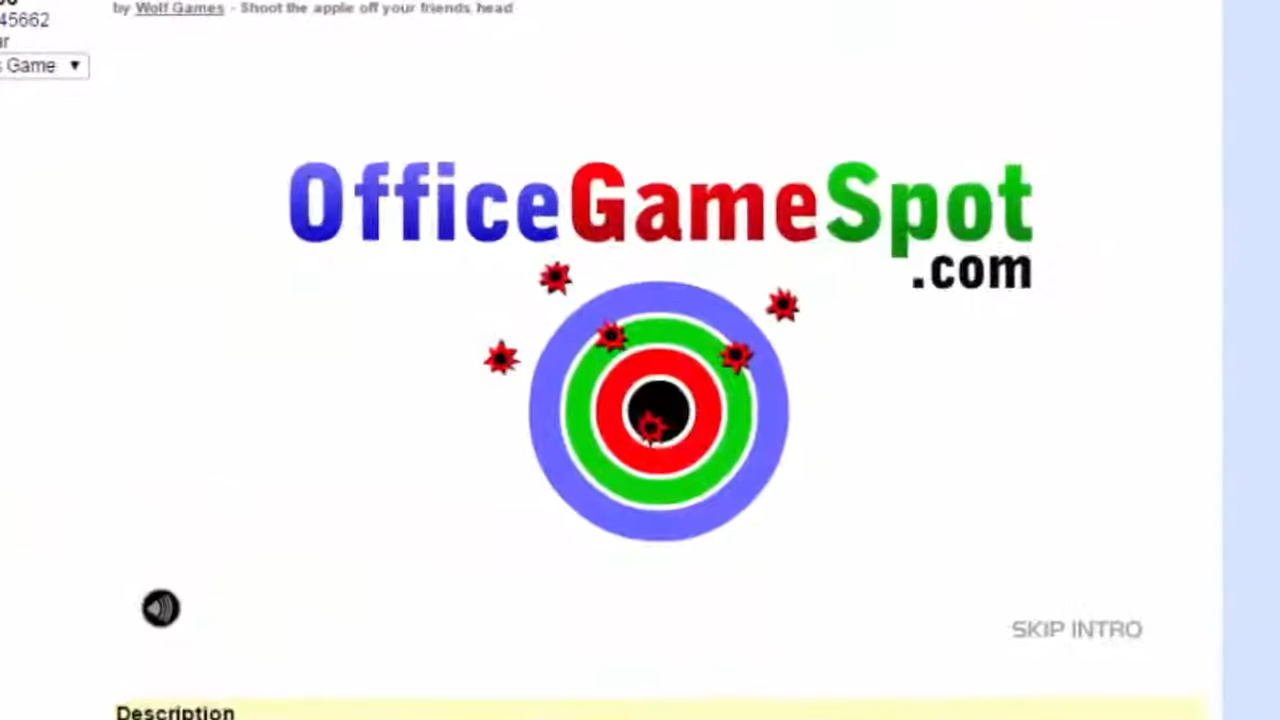 by Wolf Games - Shoot the apple off your friends head
45662
Game
OfficeGameSpot
.com
SKIP INTRO
Description